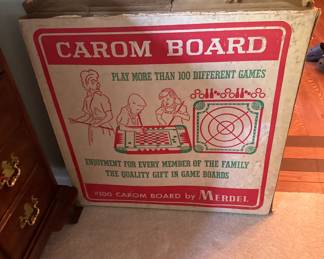 CAROM BOARD
PLAY MORE THAN 100 DIFFERENT GAMES
ENJOYMENT FOR EVERY MEMBER OF THE FAMILY
THE QUALITY GIFT IN GAME BOARDS
#100 CAROM BOARD by MERDEL